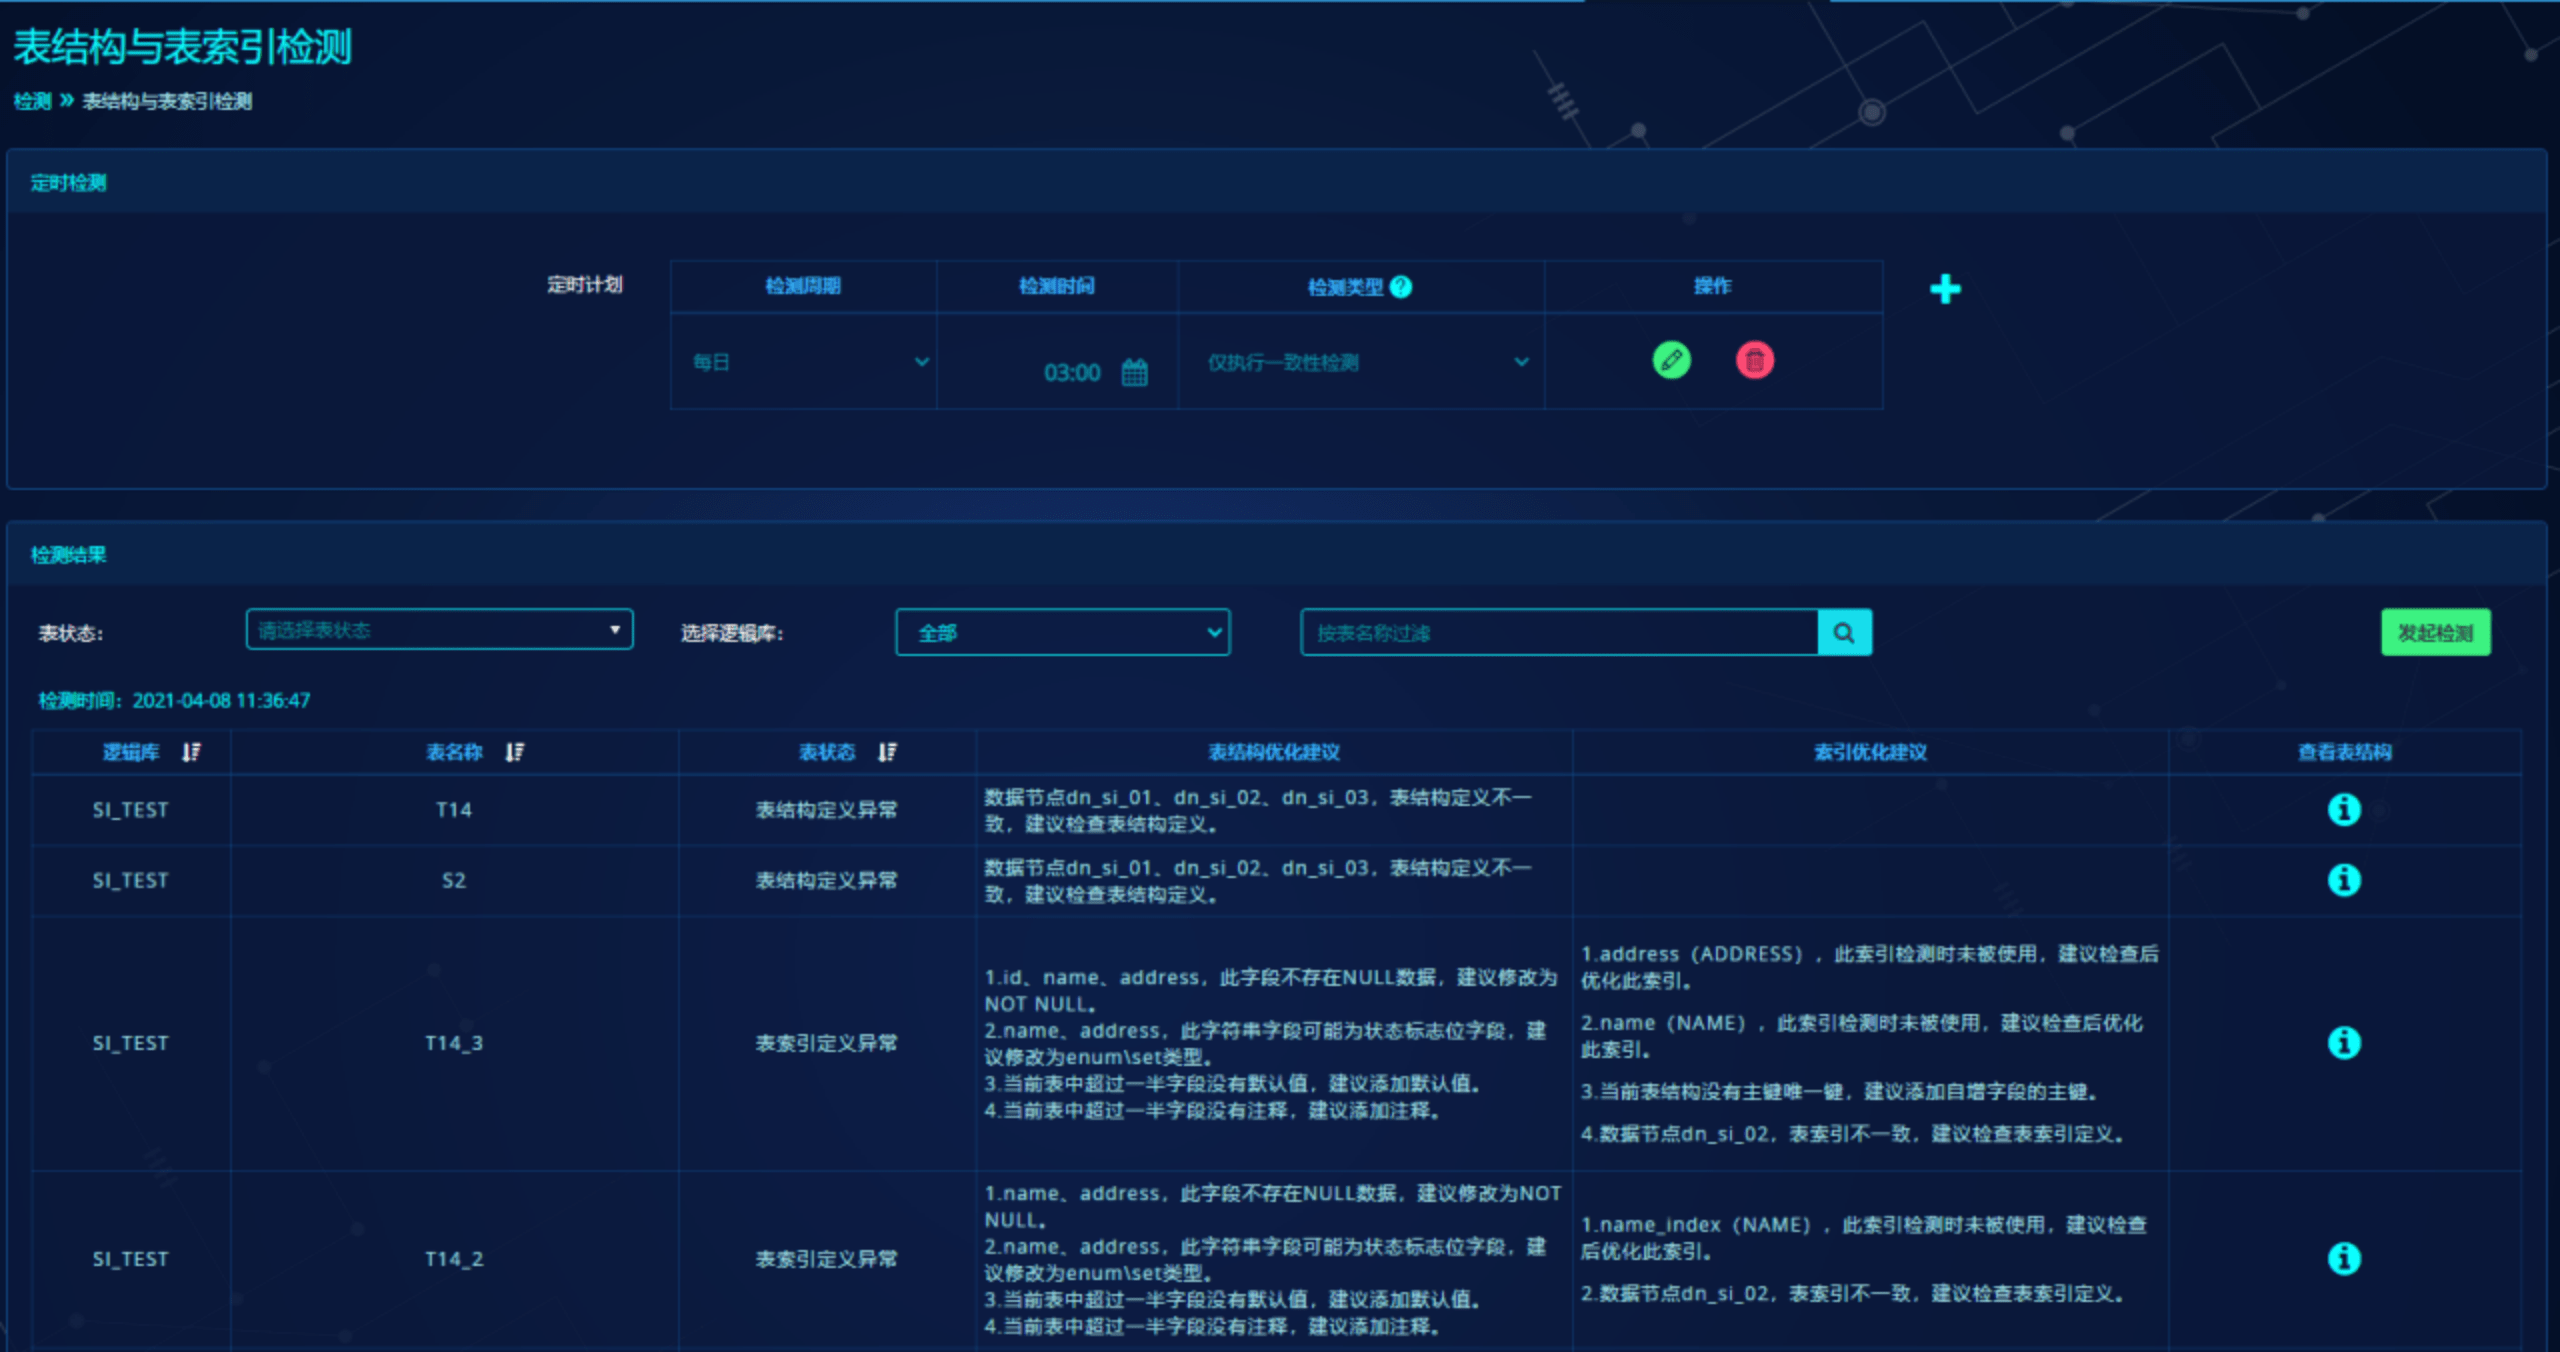 表结构与表索引检测
检测 » 表结构与表索引检测
定时检测
定时计划
检测周期 检测时间 检测类型 ? 操作
每日 03:00 仅执行一致性检测
检测结果
表状态: 请选择表状态 选择逻辑库: 全部 按表名称过滤 发起检测
检测时间: 2021-04-08 11:36:47
逻辑库 表名称 表状态 表结构优化建议 索引优化建议 查看表结构
SI_TEST T14 表结构定义异常
数据节点dn_si_01、dn_si_02、dn_si_03，表结构定义不一
致，建议检查表结构定义。
SI_TEST S2 表结构定义异常
数据节点dn_si_01、dn_si_02、dn_si_03，表结构定义不一
致，建议检查表结构定义。
SI_TEST T14_3 表索引定义异常
1.id、name、address，此字段不存在NULL数据，建议修改为
NOT NULL。
2.name、address，此字符串字段可能为状态标志位字段，建
议修改为enum\set类型。
3.当前表中超过一半字段没有默认值，建议添加默认值。
4.当前表中超过一半字段没有注释，建议添加注释。
1.address（ADDRESS），此索引检测时未被使用，建议检查后
优化此索引。
2.name（NAME），此索引检测时未被使用，建议检查后优化
此索引。
3.当前表结构没有主键唯一键，建议添加自增字段的主键。
4.数据节点dn_si_02，表索引不一致，建议检查表索引定义。
SI_TEST T14_2 表索引定义异常
1.name、address，此字段不存在NULL数据，建议修改为NOT
NULL。
2.name、address，此字符串字段可能为状态标志位字段，建
议修改为enum\set类型。
3.当前表中超过一半字段没有默认值，建议添加默认值。
4.当前表中超过一半字段没有注释，建议添加注释。
1.name_index（NAME），此索引检测时未被使用，建议检查
后优化此索引。
2.数据节点dn_si_02，表索引不一致，建议检查表索引定义。